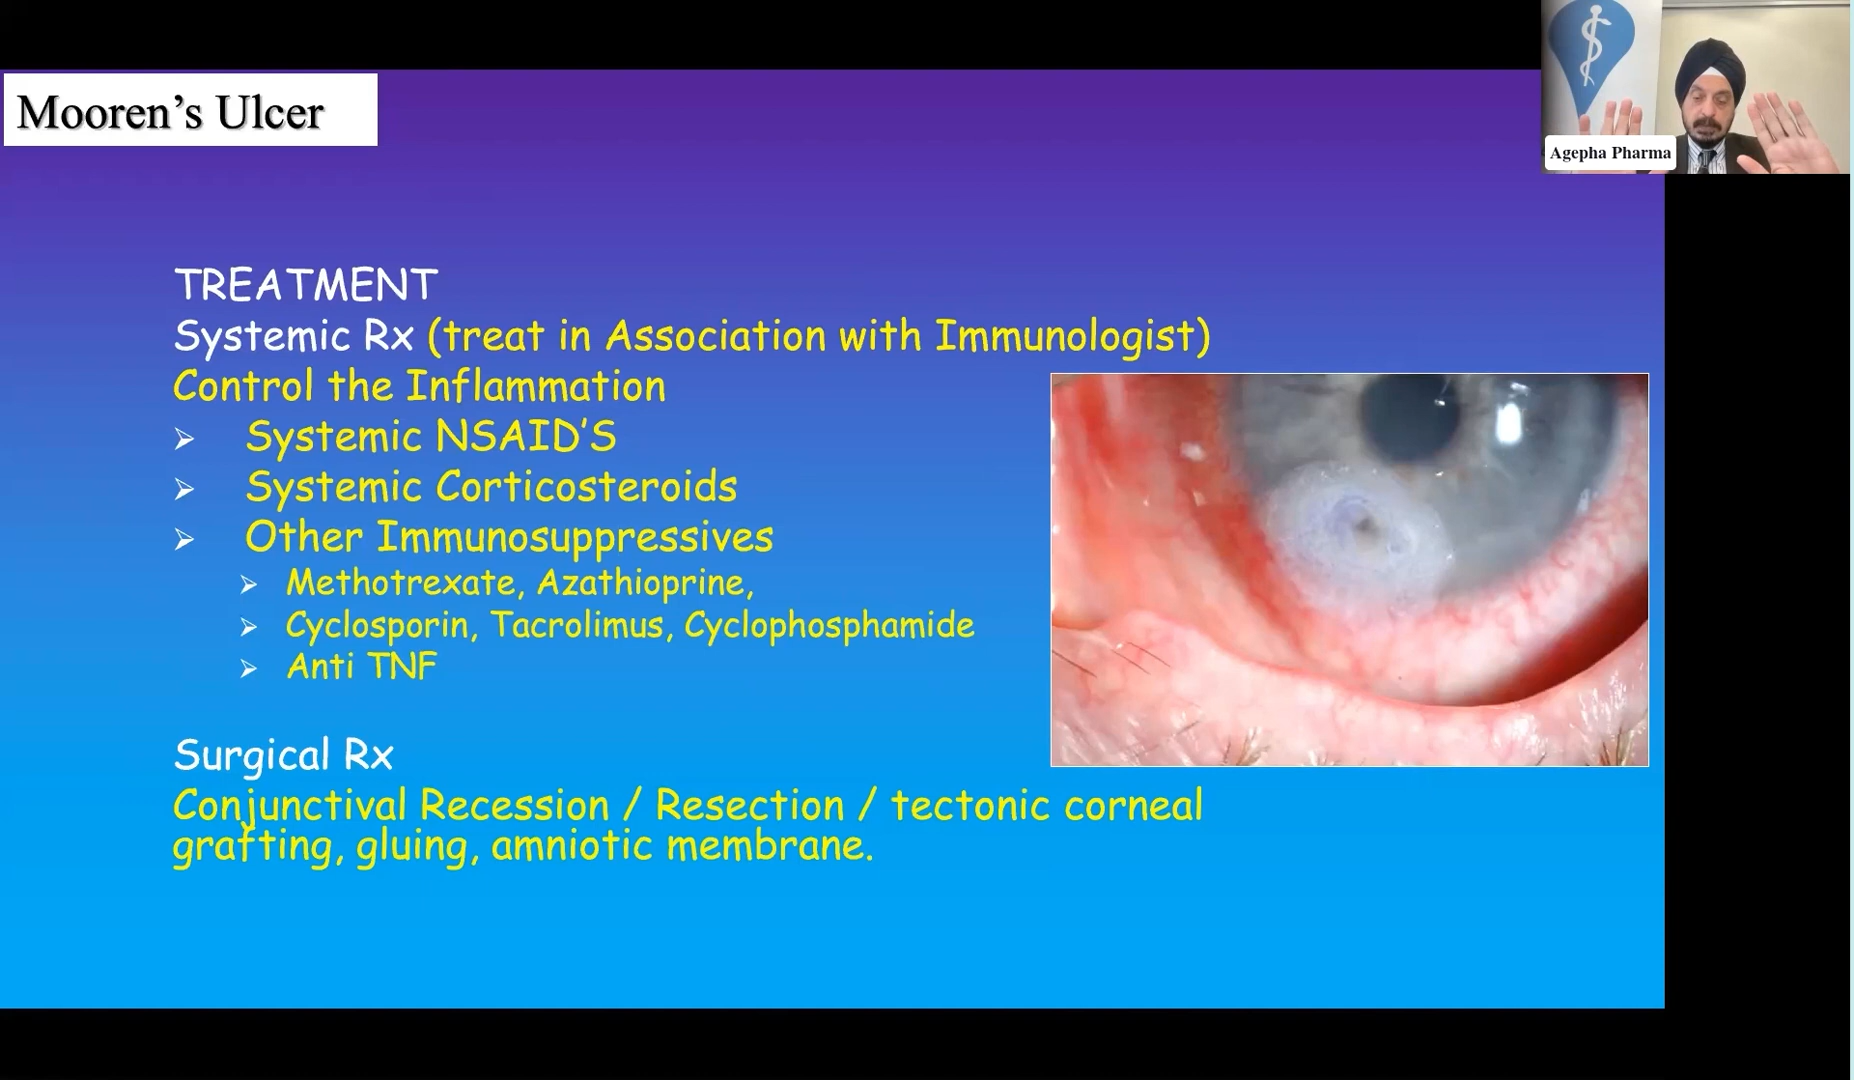 Mooren's Ulcer
Agepha Pharma
TREATMENT
Systemic Rx (treat in Association with Immunologist)
Control the Inflammation
➢ Systemic NSAID'S
➢ Systemic Corticosteroids
➢ Other Immunosuppressives
➢ Methotrexate, Azathioprine,
➢ Cyclosporin, Tacrolimus, Cyclophosphamide
➢ Anti TNF
Surgical Rx
Conjunctival Recession / Resection / tectonic corneal
grafting, gluing, amniotic membrane.